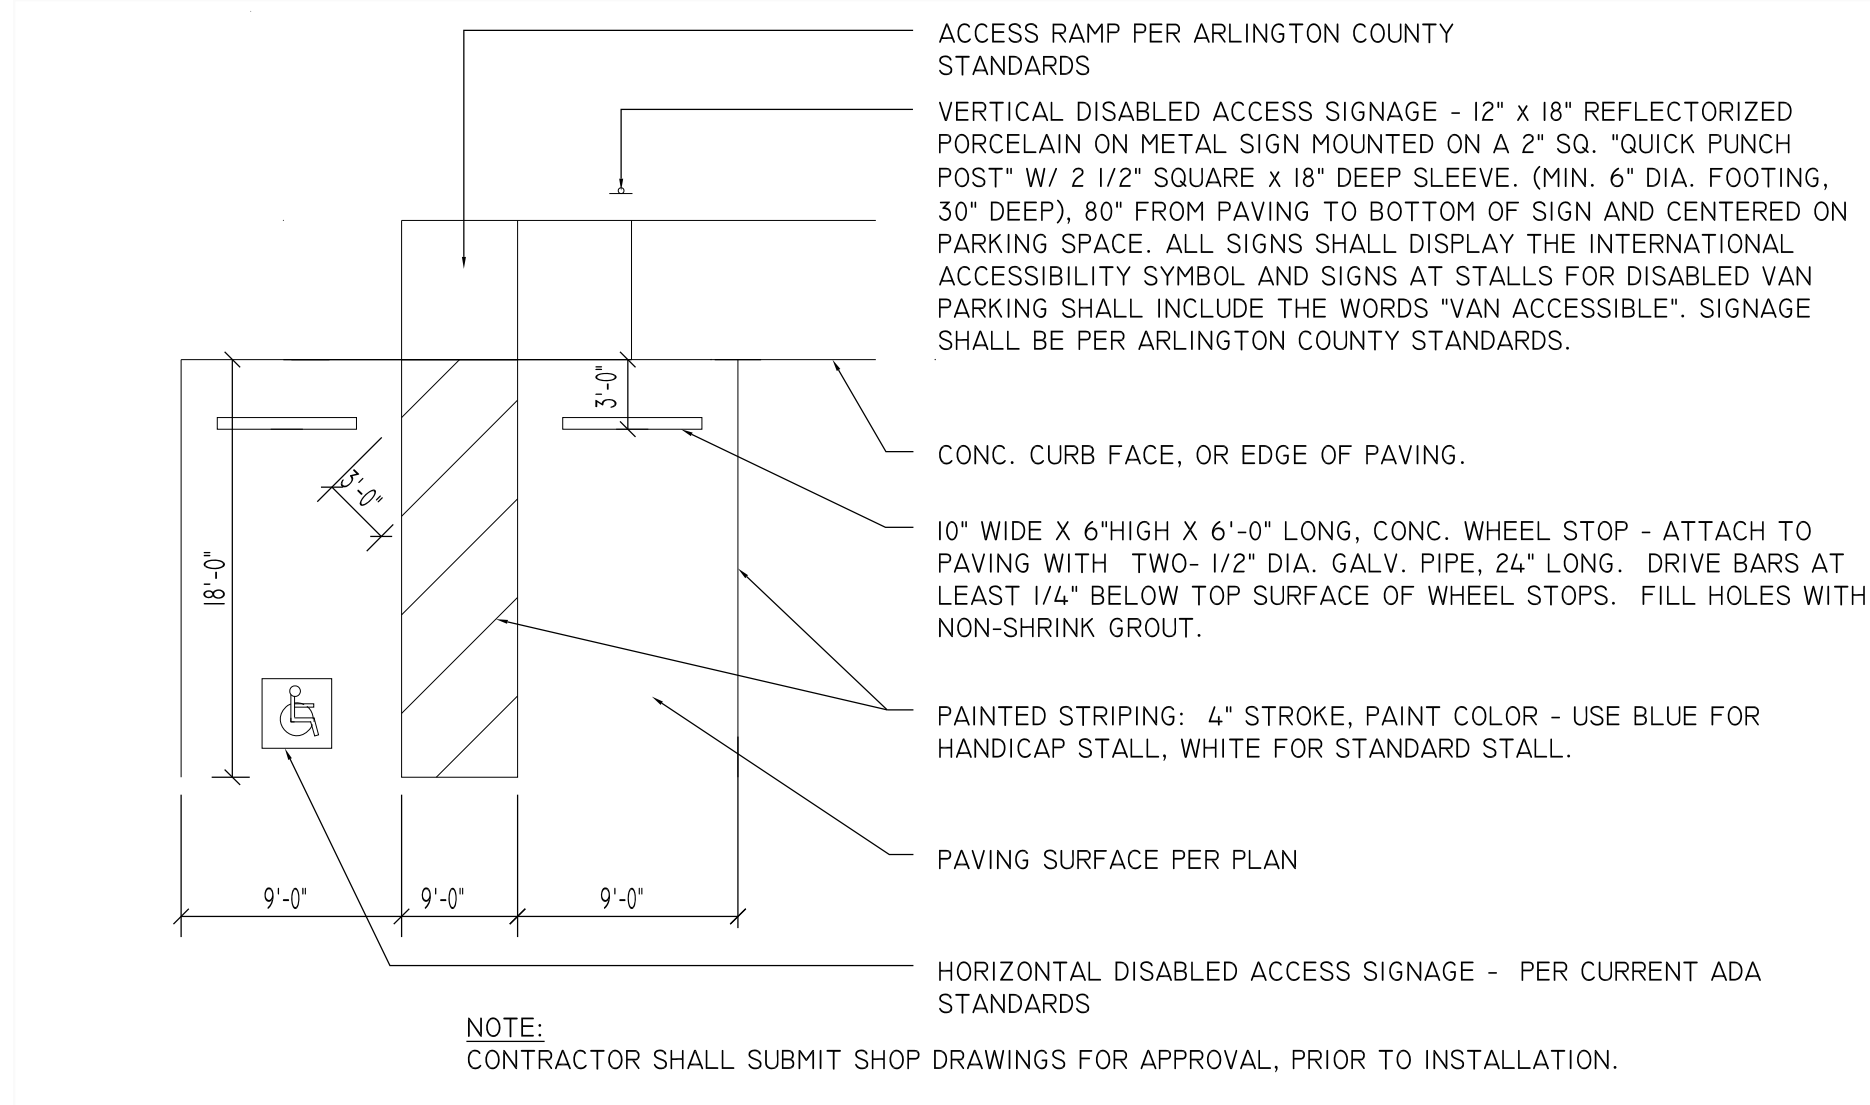 ACCESS RAMP PER ARLINGTON COUNTY
STANDARDS
VERTICAL DISABLED ACCESS SIGNAGE - 12" x 18" REFLECTORIZED
PORCELAIN ON METAL SIGN MOUNTED ON A 2" SQ. "QUICK PUNCH
POST" W/ 2 1/2" SQUARE x 18" DEEP SLEEVE. (MIN. 6" DIA. FOOTING,
30" DEEP), 80" FROM PAVING TO BOTTOM OF SIGN AND CENTERED ON
PARKING SPACE. ALL SIGNS SHALL DISPLAY THE INTERNATIONAL
ACCESSIBILITY SYMBOL AND SIGNS AT STALLS FOR DISABLED VAN
PARKING SHALL INCLUDE THE WORDS "VAN ACCESSIBLE". SIGNAGE
SHALL BE PER ARLINGTON COUNTY STANDARDS.
3'-0"
CONC. CURB FACE, OR EDGE OF PAVING.
3'-0"
10" WIDE X 6"HIGH X 6'-0" LONG, CONC. WHEEL STOP - ATTACH TO
PAVING WITH TWO- 1/2" DIA. GALV. PIPE, 24" LONG. DRIVE BARS AT
LEAST 1/4" BELOW TOP SURFACE OF WHEEL STOPS. FILL HOLES WITH
NON-SHRINK GROUT.
18'-0"
PAINTED STRIPING: 4" STROKE, PAINT COLOR - USE BLUE FOR
HANDICAP STALL, WHITE FOR STANDARD STALL.
PAVING SURFACE PER PLAN
9'-0"
9'-0"
9'-0"
HORIZONTAL DISABLED ACCESS SIGNAGE - PER CURRENT ADA
STANDARDS
NOTE:
CONTRACTOR SHALL SUBMIT SHOP DRAWINGS FOR APPROVAL, PRIOR TO INSTALLATION.